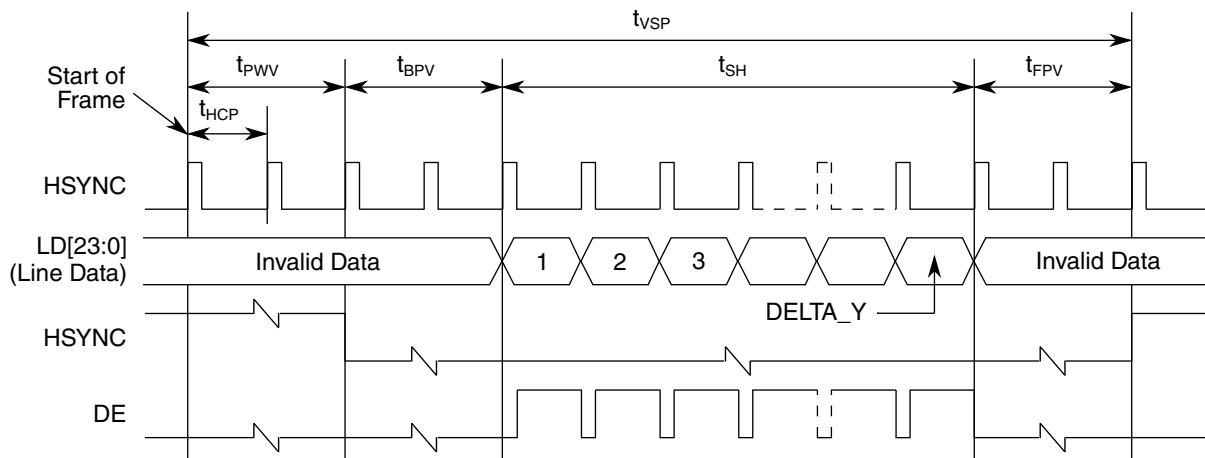 tVSP
tPWV
tBPV
tSH
tFPV
Start of
Frame
tHCP
HSYNC
LD[23:0]
(Line Data)
Invalid Data
1
2
3
Invalid Data
DELTA_Y
HSYNC
DE